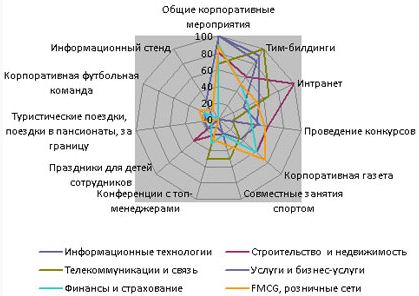 Общие корпоративные
мероприятия
Информационный стенд
Тим-билдинги
Корпоративная футбольная
команда
Интранет
Туристические поездки,
поездки в пансионаты, за
границу
Проведение конкурсов
Праздники для детей
сотрудников
Корпоративная газета
Конференции с топ-
менеджерами
Совместные занятия
спортом
100
80
60
40
20
0
Информационные технологии
Строительство и недвижимость
Телекоммуникации и связь
Услуги и бизнес-услуги
Финансы и страхование
FMCG, розничные сети